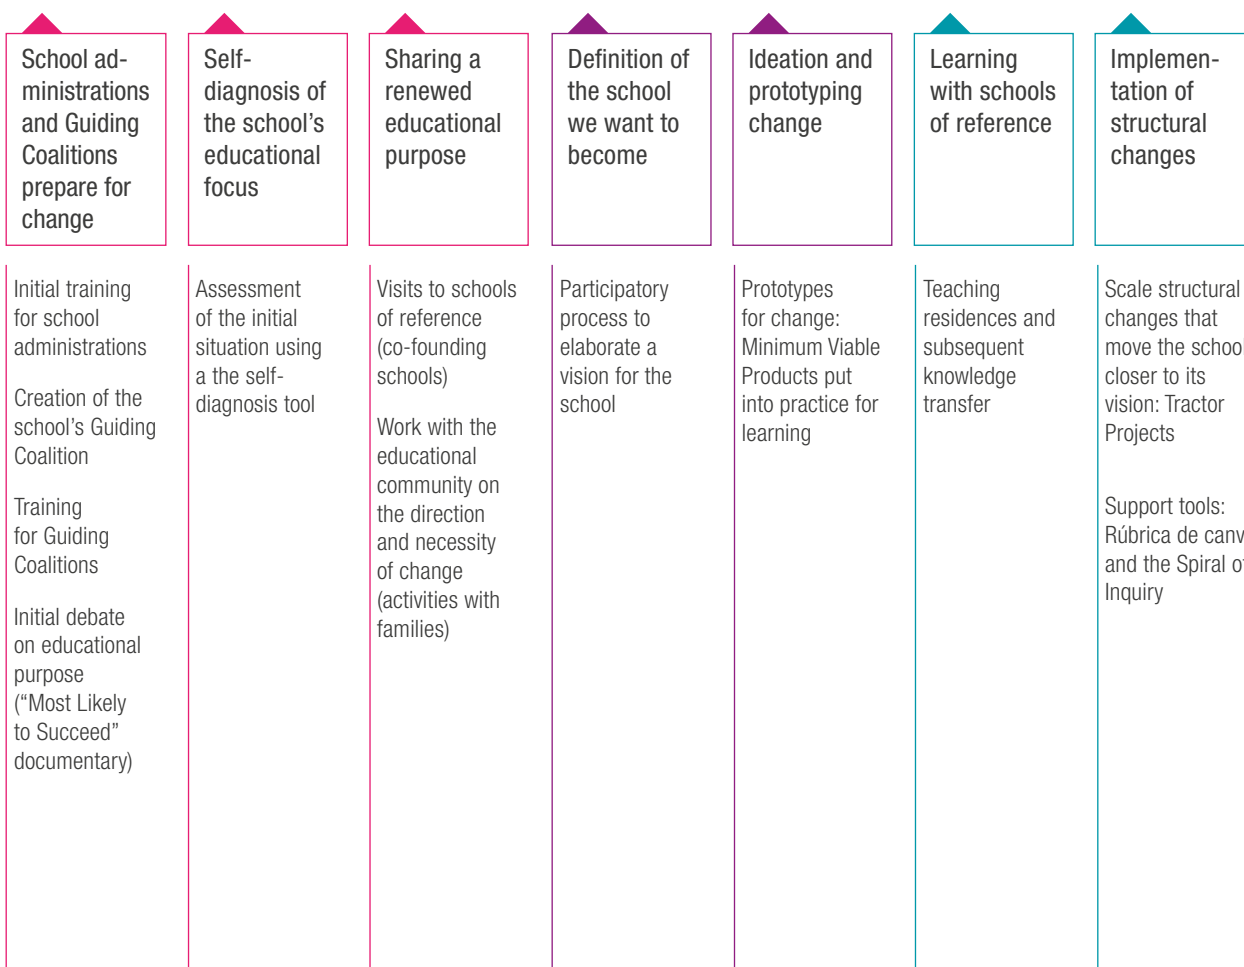 School ad-
ministrations
and Guiding
Coalitions
prepare for
change
Self-
diagnosis of
the school's
educational
focus
Sharing a
renewed
educational
purpose
Definition of
the school
we want to
become
Ideation and
prototyping
change
Learning
with schools
of reference
Implemen-
tation of
structural
changes
Initial training
for school
administrations
Creation of the
school's Guiding
Coalition
Training
for Guiding
Coalitions
Initial debate
on educational
purpose
(“Most Likely
to Succeed”
documentary)
Assessment
of the initial
situation using
a the self-
diagnosis tool
Visits to schools
of reference
(co-founding
schools)
Work with the
educational
community on
the direction
and necessity
of change
(activities with
families)
Participatory
process to
elaborate a
vision for the
school
Prototypes
for change:
Minimum Viable
Products put
into practice for
learning
Teaching
residences and
subsequent
knowledge
transfer
Scale structural
changes that
move the school
closer to its
vision: Tractor
Projects
Support tools:
Rúbrica de canv
and the Spiral of
Inquiry